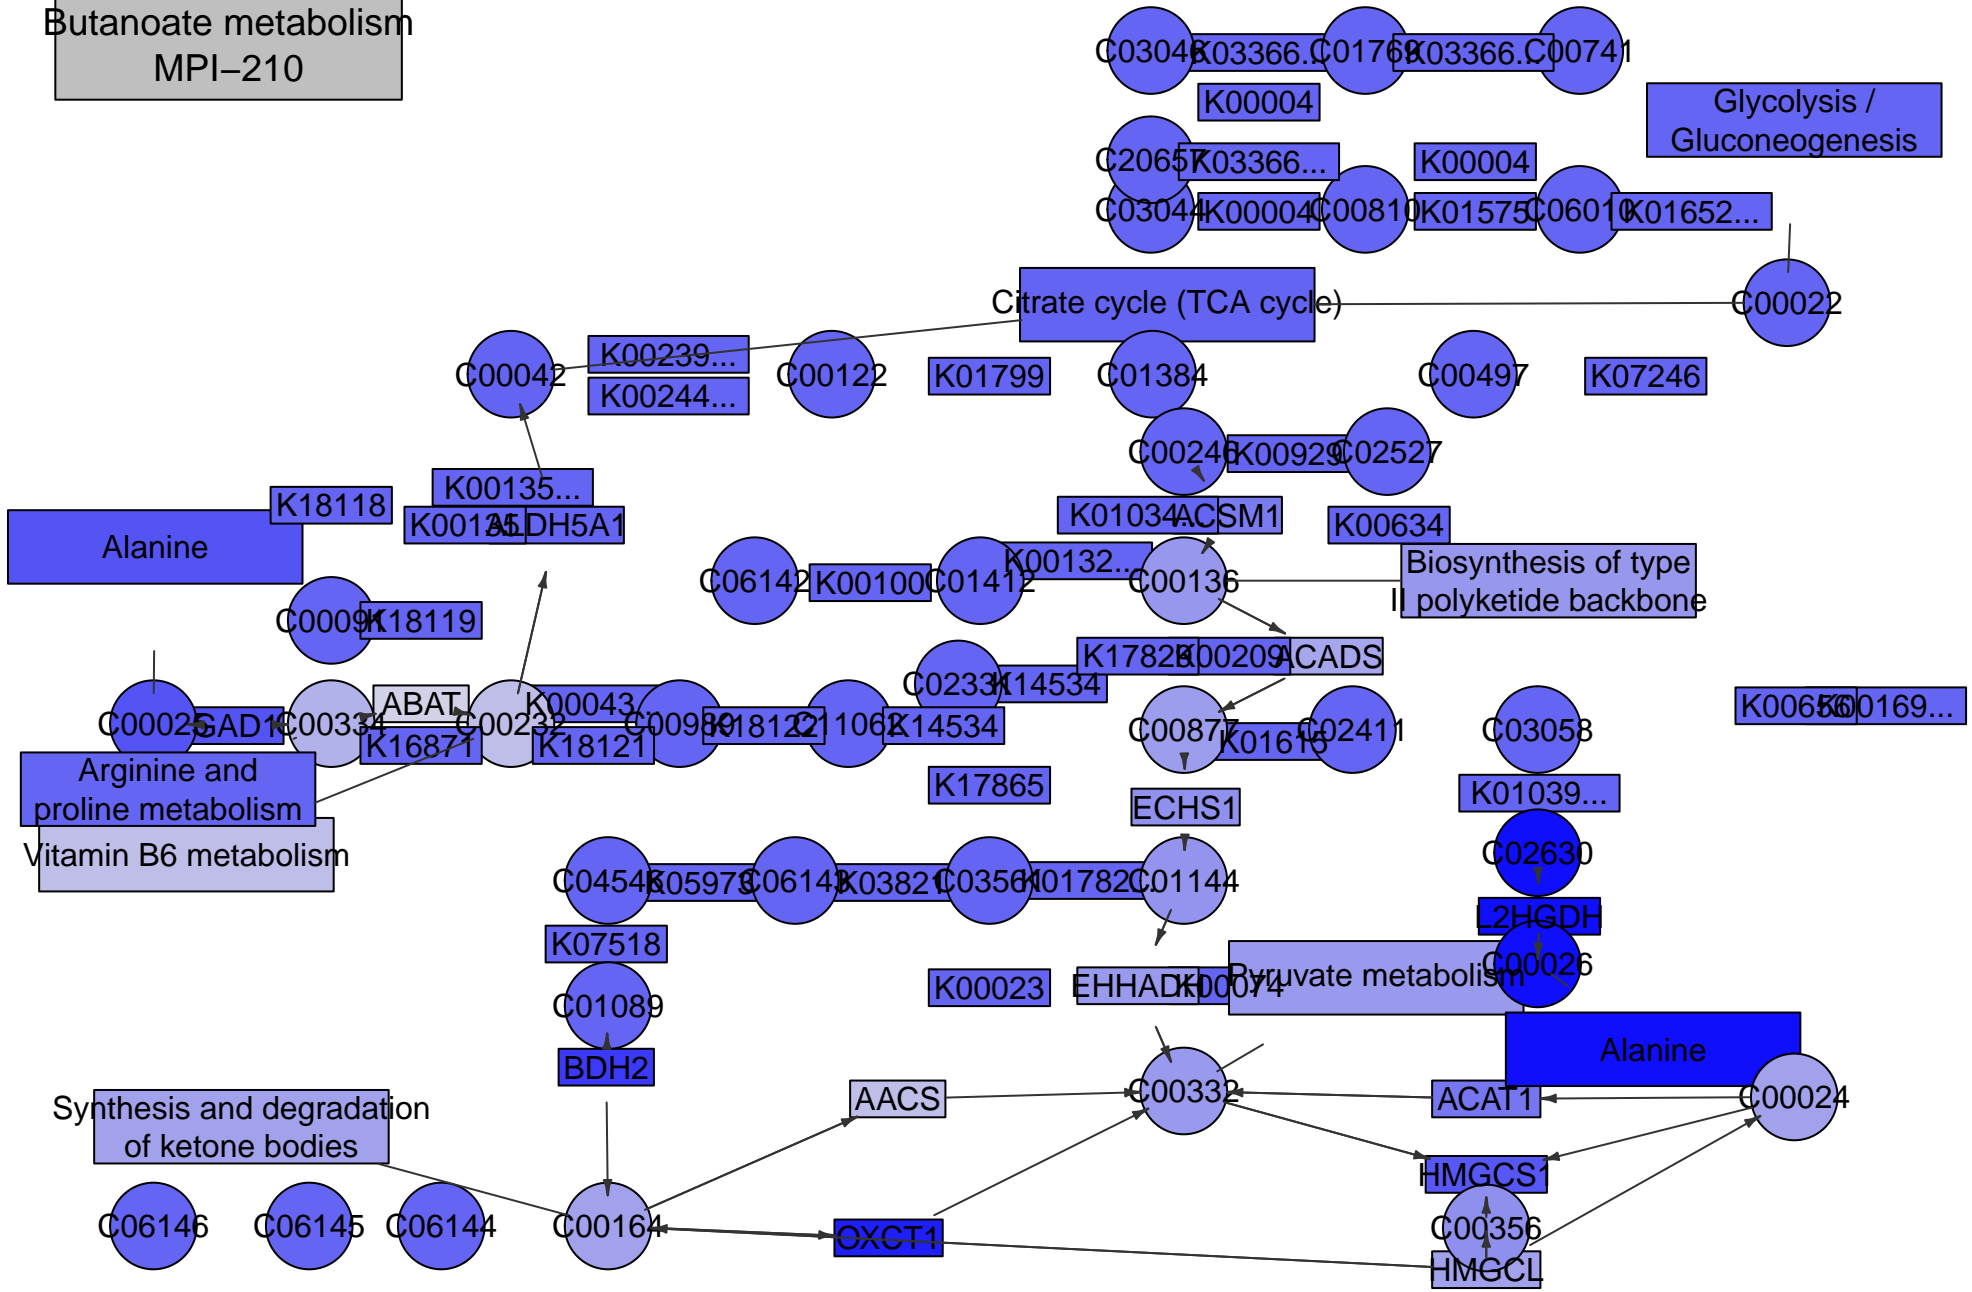 Butanoate metabolism
MPI−210
C03046
K03366...
C01769
K03366...
C00741
K00004
Glycolysis /
Gluconeogenesis
C20657
K03366...
K00004
C03044
K00004
C00810
K01575
C06010
K01652...
Citrate cycle (TCA cycle)
C00022
C00042
K00239...
K00244...
C00122
K01799
C01384
C00497
K07246
C00246
K00929
C02527
K18118
K00135...
K00135
ALDH5A1
K01034...
ACSM1
K00634
Alanine
C06142
K00100
C01412
K00132...
C00136
Biosynthesis of type
II polyketide backbone
C00091
K18119
K17829
K00209
ACADS
C02331
K14534
C00025
GAD1
C00334
ABAT
K16871
C00232
K00043...
K18121
C00989
K18122
C11062
K14534
C00877
K01615
C02411
C03058
K00656
K00169...
Arginine and
proline metabolism
K17865
ECHS1
K01039...
Vitamin B6 metabolism
C02630
C04546
K05973
C06143
K03821
C03561
K01782...
C01144
L2HGDH
K07518
C00026
Pyruvate metabolism
K00023
EHHADH
K00074
C01089
BDH2
Alanine
AACS
C00332
ACAT1
C00024
Synthesis and degradation
of ketone bodies
HMGCS1
C06146
C06145
C06144
C00164
OXCT1
C00356
HMGCL